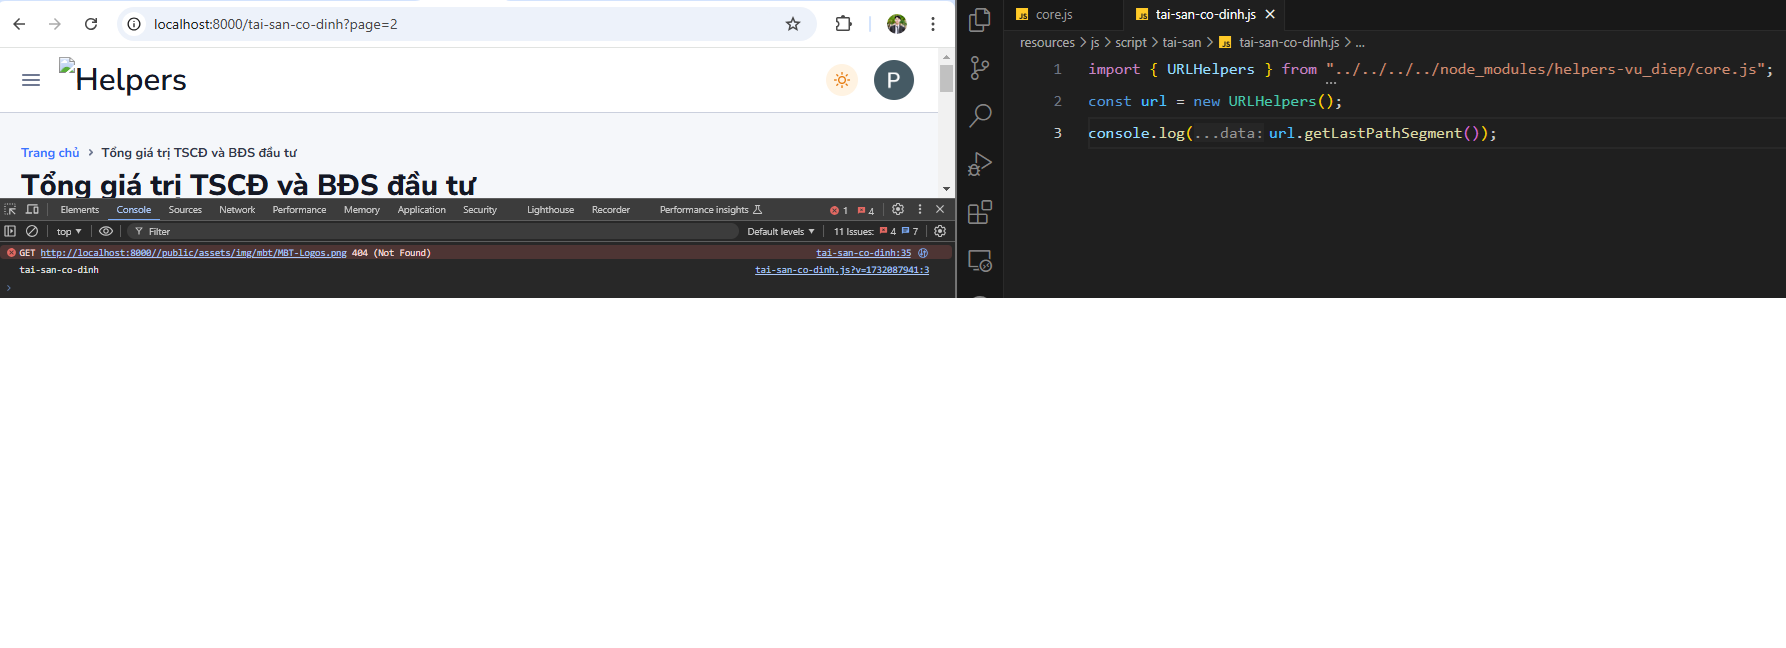 localhost:8000/tai-san-co-dinh?page=2
Helpers
P
Trang chủ > Tổng giá trị TSCĐ và BĐS đầu tư
Tổng giá trị TSCĐ và BĐS đầu tư
Elements Console Sources Network Performance Memory Application Security Lighthouse Recorder Performance insights 1 4
top Filter Default levels 11 Issues: 4 7
GET http://localhost:8000//public/assets/img/mbt/MBT-Logos.png 404 (Not Found) tai-san-co-dinh:35
tai-san-co-dinh tai-san-co-dinh.js?v=1732087941:3
JS core.js JS tai-san-co-dinh.js
resources > js > script > tai-san > JS tai-san-co-dinh.js > ...
1 import { URLHelpers } from "../../../../node_modules/helpers-vu_diep/core.js";
2 const url = new URLHelpers();
3 console.log(...data: url.getLastPathSegment());